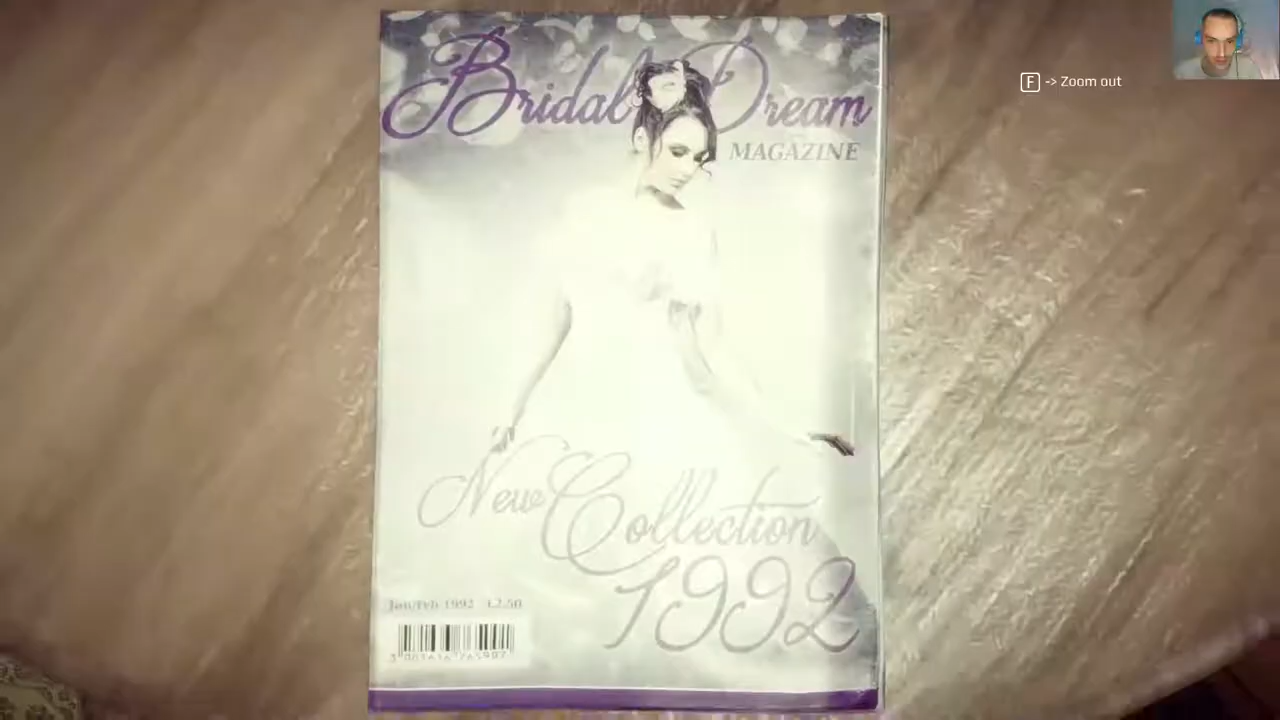 Bridal Dream
MAGAZINE
F -> Zoom out
New Collection
1992
Jan/Feb 1992 £2.50